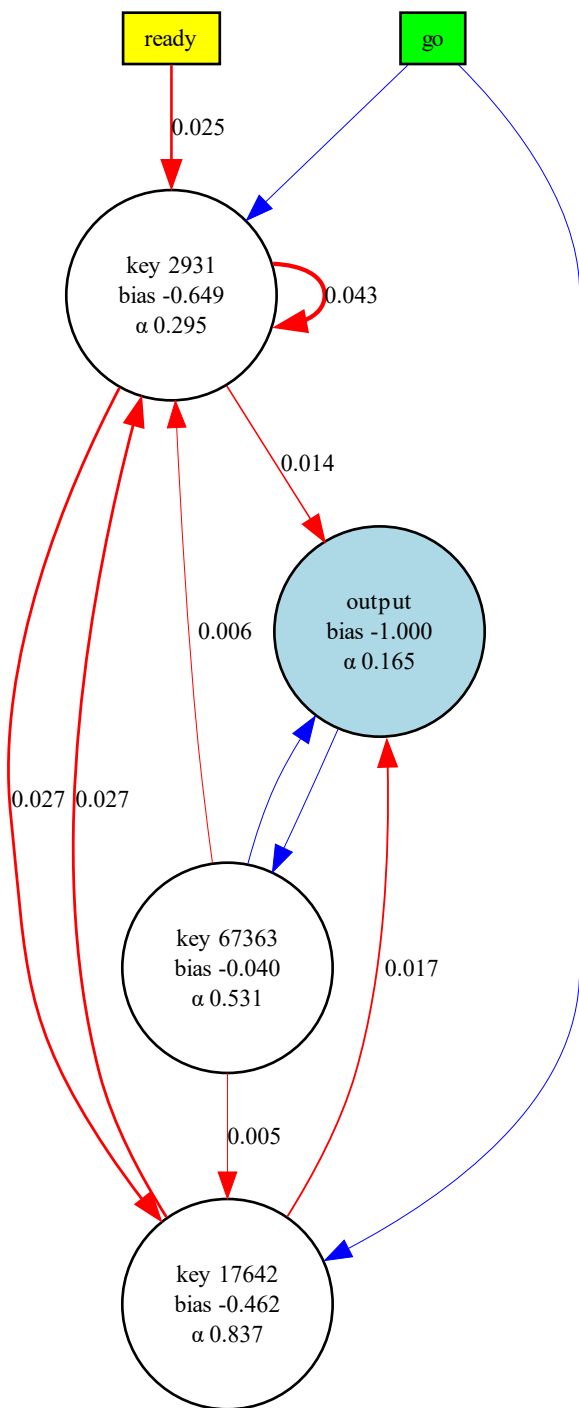 ready
go
0.025
key 2931
bias -0.649
α 0.295
0.043
0.014
output
bias -1.000
α 0.165
0.006
0.027
0.027
key 67363
bias -0.040
α 0.531
0.017
0.005
key 17642
bias -0.462
α 0.837